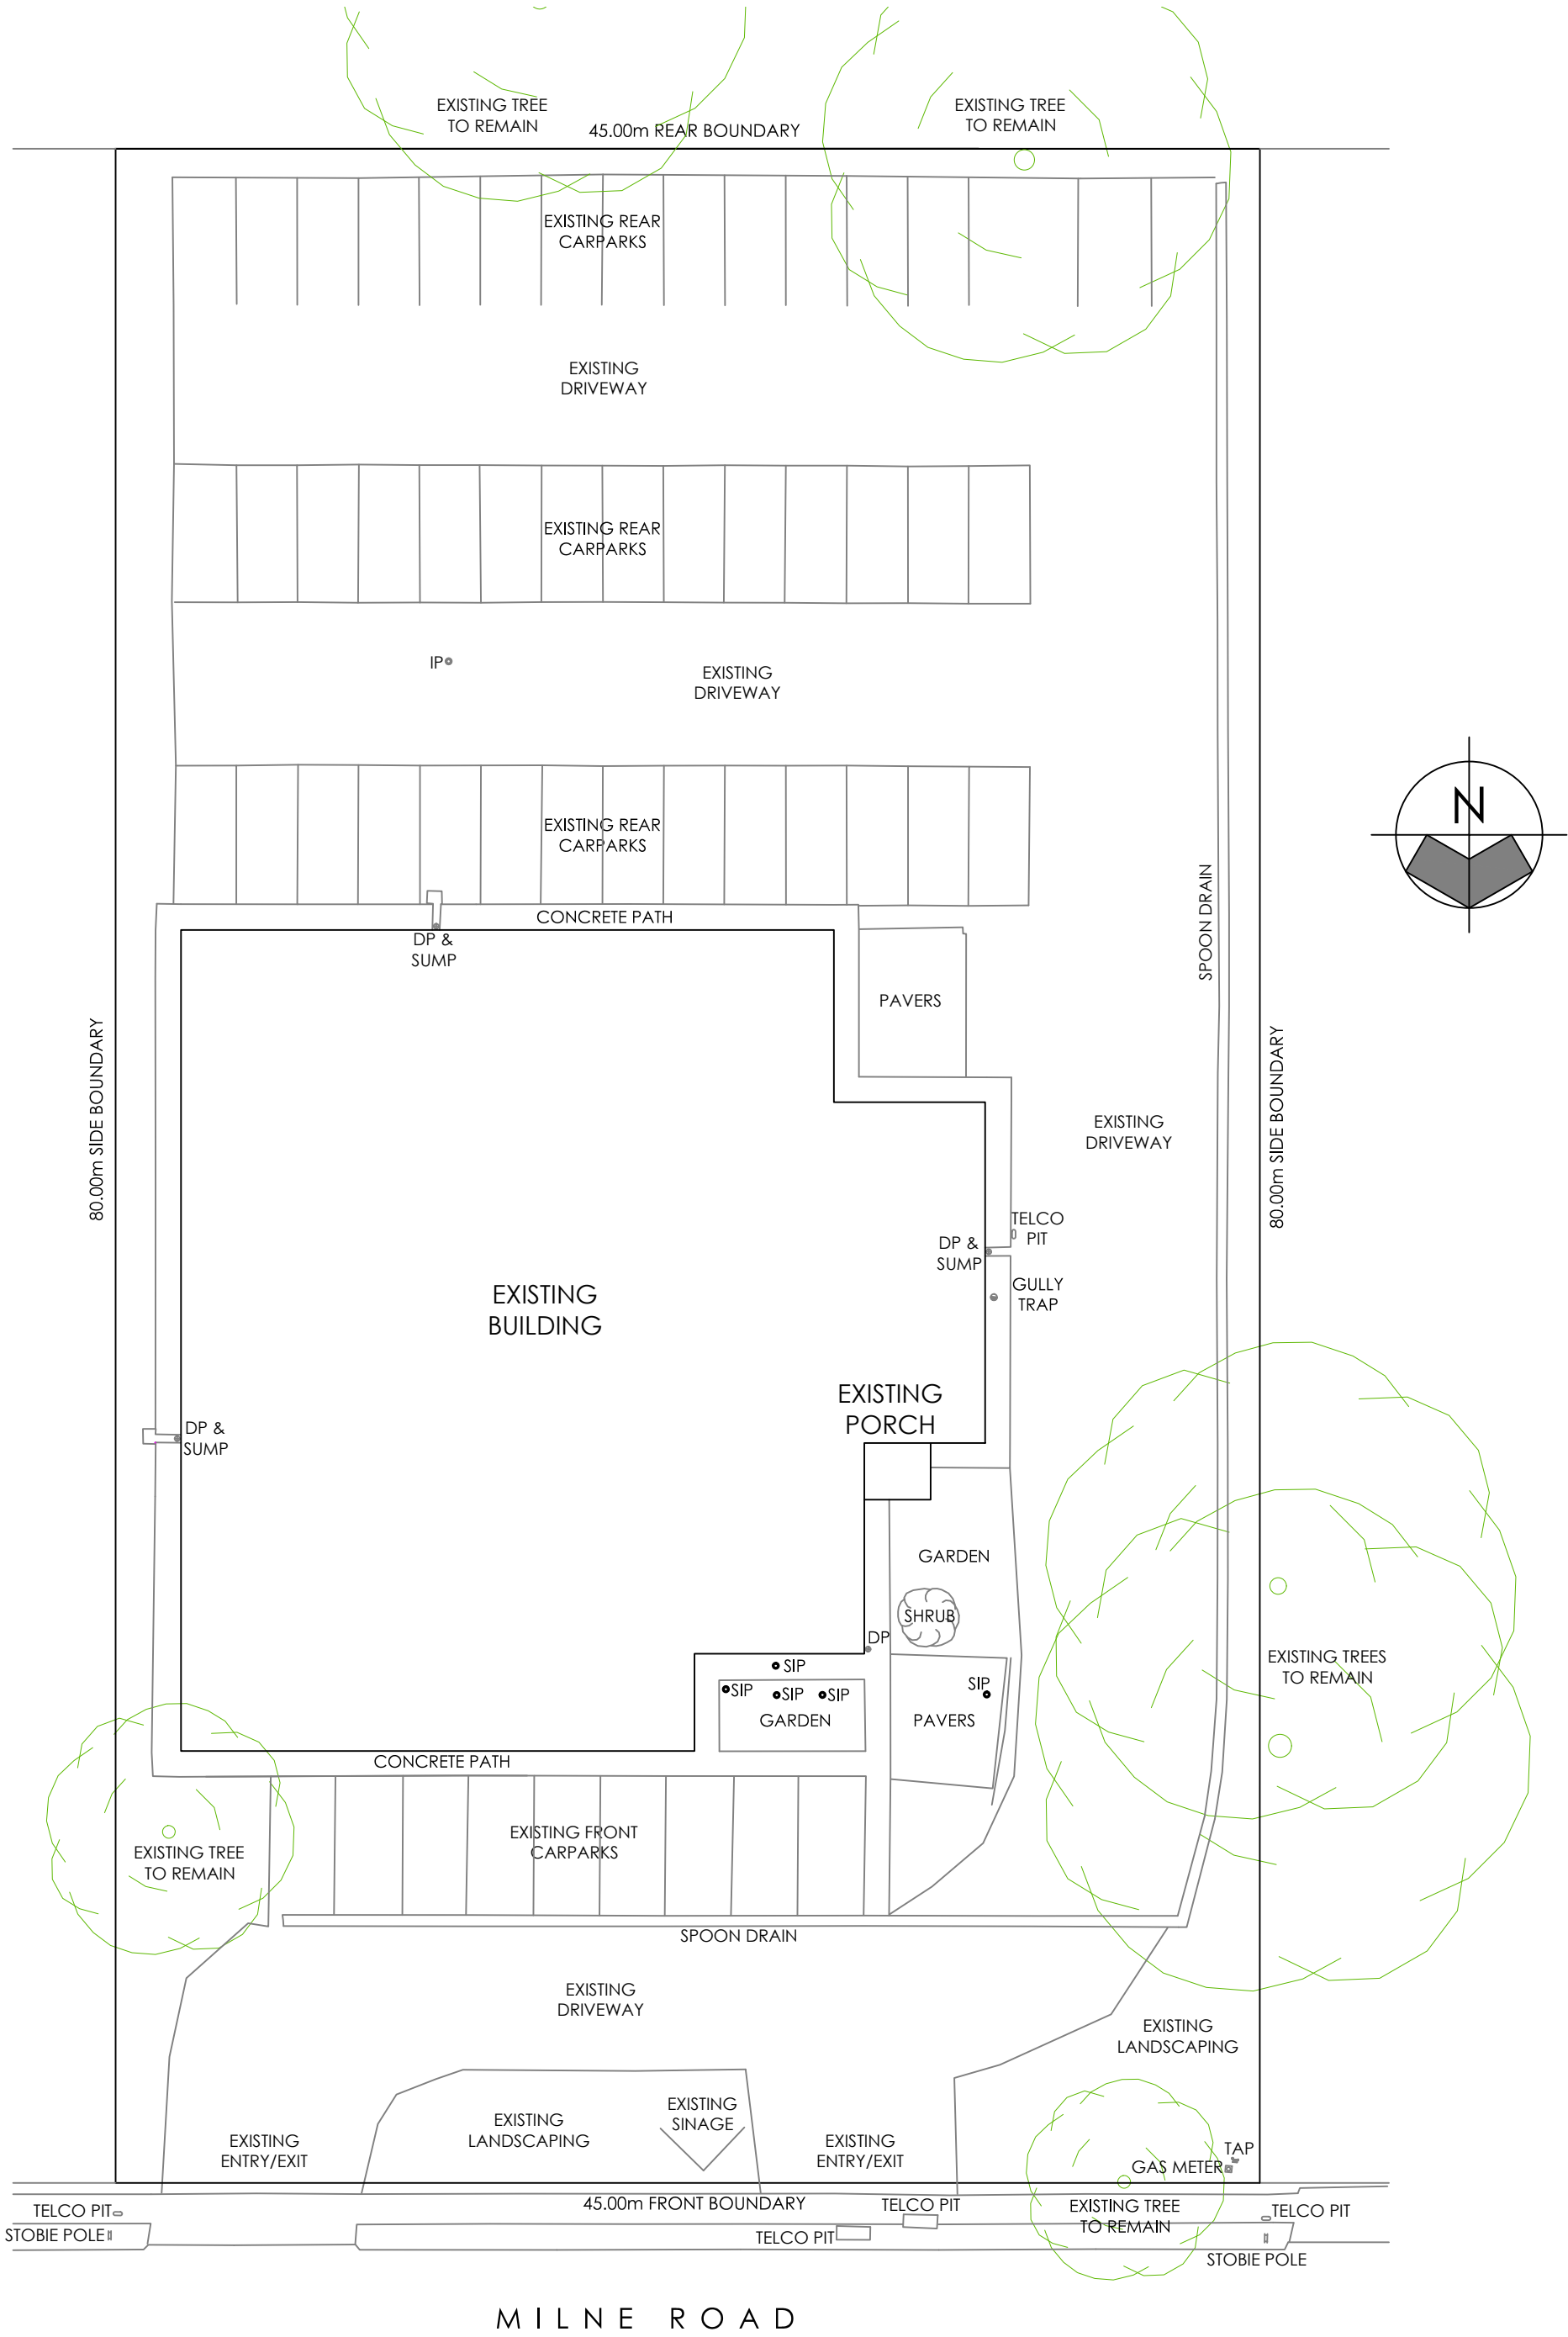 EXISTING TREE
TO REMAIN
EXISTING TREE
TO REMAIN
45.00m REAR BOUNDARY
EXISTING REAR
CARPARKS
EXISTING
DRIVEWAY
EXISTING REAR
CARPARKS
IP
EXISTING
DRIVEWAY
N
EXISTING REAR
CARPARKS
SPOON DRAIN
CONCRETE PATH
DP &
SUMP
PAVERS
80.00m SIDE BOUNDARY
80.00m SIDE BOUNDARY
EXISTING
DRIVEWAY
TELCO
PIT
DP &
SUMP
GULLY
TRAP
EXISTING
BUILDING
EXISTING
PORCH
DP &
SUMP
GARDEN
SHRUB
DP
SIP
SIP
SIP
SIP
SIP
GARDEN
PAVERS
EXISTING TREES
TO REMAIN
CONCRETE PATH
EXISTING TREE
TO REMAIN
EXISTING FRONT
CARPARKS
SPOON DRAIN
EXISTING
DRIVEWAY
EXISTING
LANDSCAPING
EXISTING
SINAGE
EXISTING
LANDSCAPING
EXISTING
ENTRY/EXIT
EXISTING
ENTRY/EXIT
TAP
GAS METER
45.00m FRONT BOUNDARY
TELCO PIT
EXISTING TREE
TO REMAIN
TELCO PIT
TELCO PIT
STOBIE POLE
TELCO PIT
STOBIE POLE
MILNE ROAD